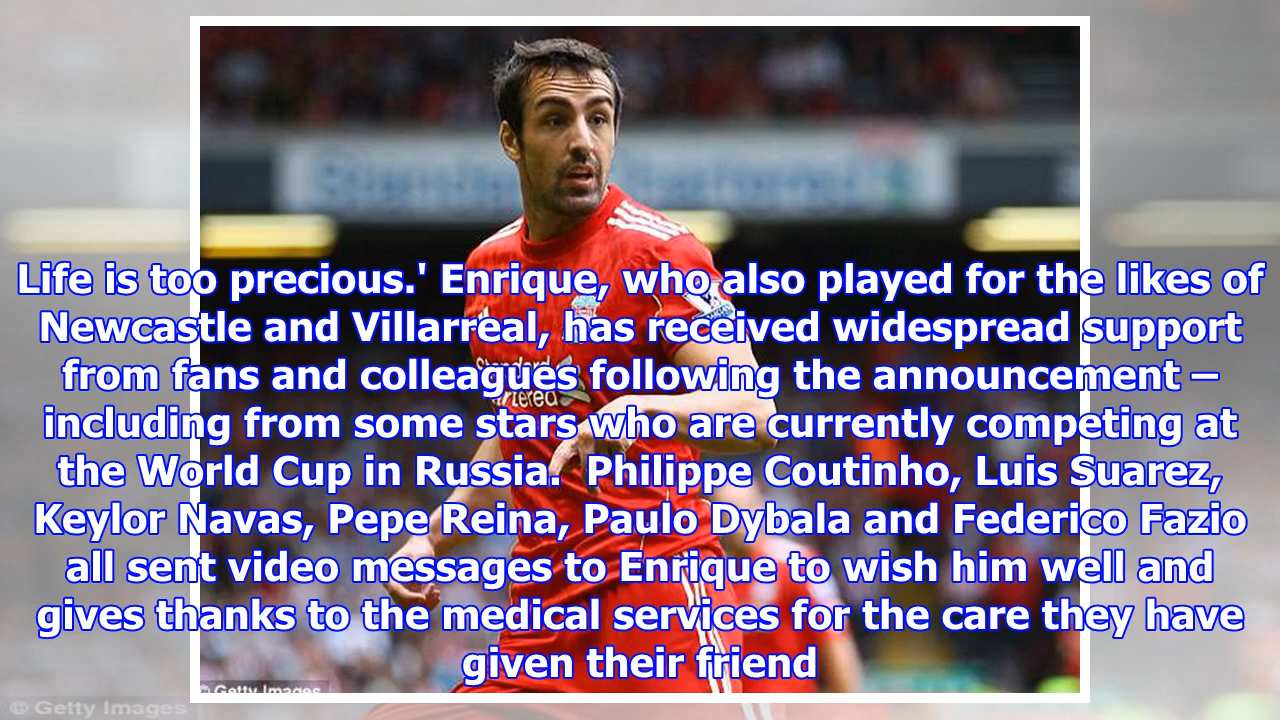 Standard Chartered
Life is too precious.' Enrique, who also played for the likes of
Newcastle and Villarreal, has received widespread support
from fans and colleagues following the announcement –
including from some stars who are currently competing at
the World Cup in Russia.  Philippe Coutinho, Luis Suarez,
Keylor Navas, Pepe Reina, Paulo Dybala and Federico Fazio
all sent video messages to Enrique to wish him well and
gives thanks to the medical services for the care they have
given their friend
Standard
© Getty Images
© Getty Images